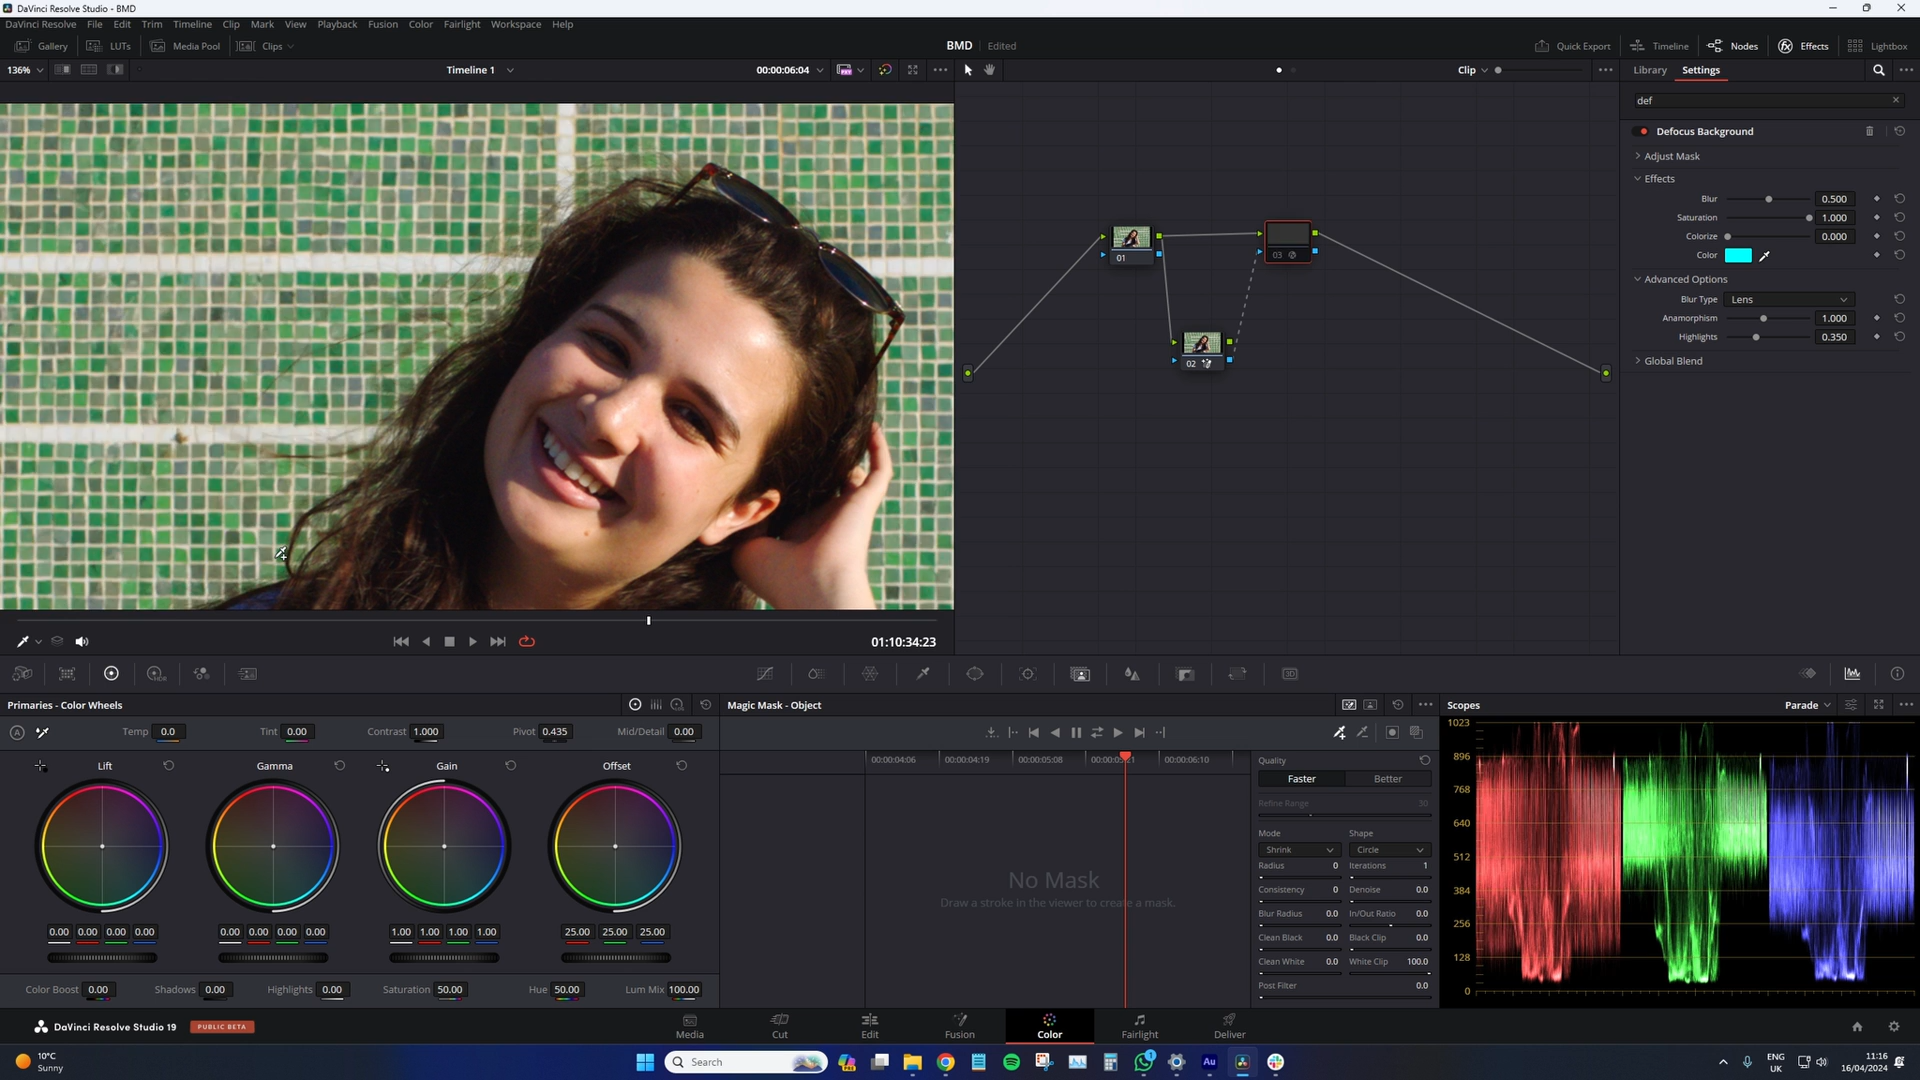 DaVinci Resolve Studio - BMD
DaVinci Resolve File Edit Trim Timeline Clip Mark View Playback Fusion Color Fairlight Workspace Help
Gallery LUTs Media Pool Clips BMD Edited Quick Export Timeline Nodes Effects Lightbox
136% Timeline 1 00:00:06:04 Clip Library Settings
def
Defocus Background
Adjust Mask
Effects
Blur 0.500
Saturation 1.000
Colorize 0.000
Color
Advanced Options
Blur Type Lens
Anamorphism 1.000
Highlights 0.350
Global Blend
01
03
02
01:10:34:23
HDR
3D
Primaries - Color Wheels
Temp 0.0 Tint 0.00 Contrast 1.000 Pivot 0.435 Mid/Detail 0.00
Lift Gamma Gain Offset
0.00 0.00 0.00 0.00 0.00 0.00 0.00 0.00 1.00 1.00 1.00 1.00 25.00 25.00 25.00
Color Boost 0.00 Shadows 0.00 Highlights 0.00 Saturation 50.00 Hue 50.00 Lum Mix 100.00
Magic Mask - Object
00:00:04:06 00:00:04:19 00:00:05:08 00:00:05:21 00:00:06:10
No Mask
Draw a stroke in the viewer to create a mask.
Quality
Faster Better
Refine Range 50
Mode Shape
Shrink Circle
Radius 0 Iterations 1
Consistency 0 Denoise 0.0
Blur Radius 0.0 In/Out Ratio 0.0
Clean Black 0.0 Black Clip 0.0
Clean White 0.0 White Clip 100.0
Post Filter 0.0
Scopes Parade
1023
896
768
640
512
384
256
128
0
DaVinci Resolve Studio 19 PUBLIC BETA
Media Cut Edit Fusion Color Fairlight Deliver
10°C
Sunny
Search
1
Au
ENG
UK
11:16
16/04/2024